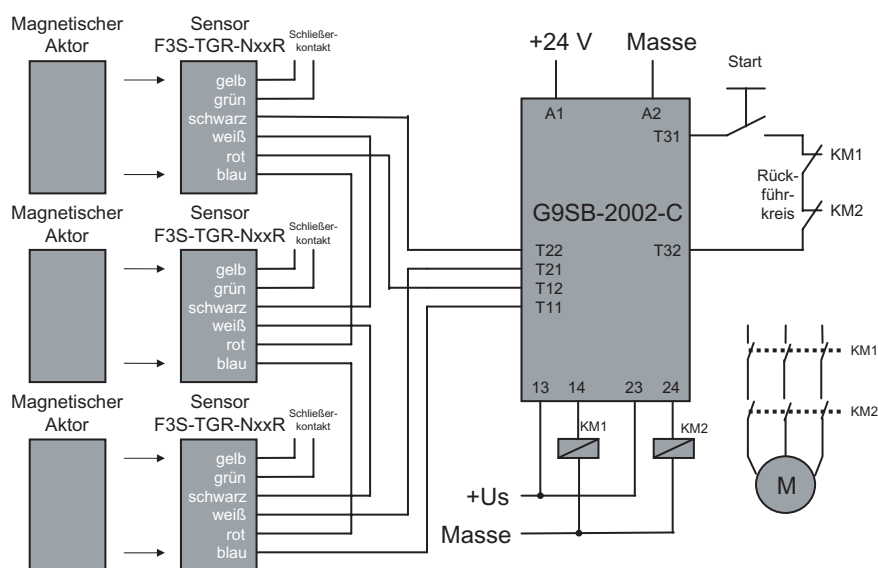 Magnetischer
Aktor
Sensor
F3S-TGR-NxxR
Schließer-
kontakt
gelb
grün
schwarz
weiß
rot
blau
Magnetischer
Aktor
Sensor
F3S-TGR-NxxR
Schließer-
kontakt
gelb
grün
schwarz
weiß
rot
blau
Magnetischer
Aktor
Sensor
F3S-TGR-NxxR
Schließer-
kontakt
gelb
grün
schwarz
weiß
rot
blau
+24 V
Masse
Start
A1
A2
T31
KM1
Rück-
führ-
kreis
KM2
G9SB-2002-C
T22
T32
T21
T12
T11
13
14
23
24
KM1
KM2
+Us
Masse
KM1
KM2
M